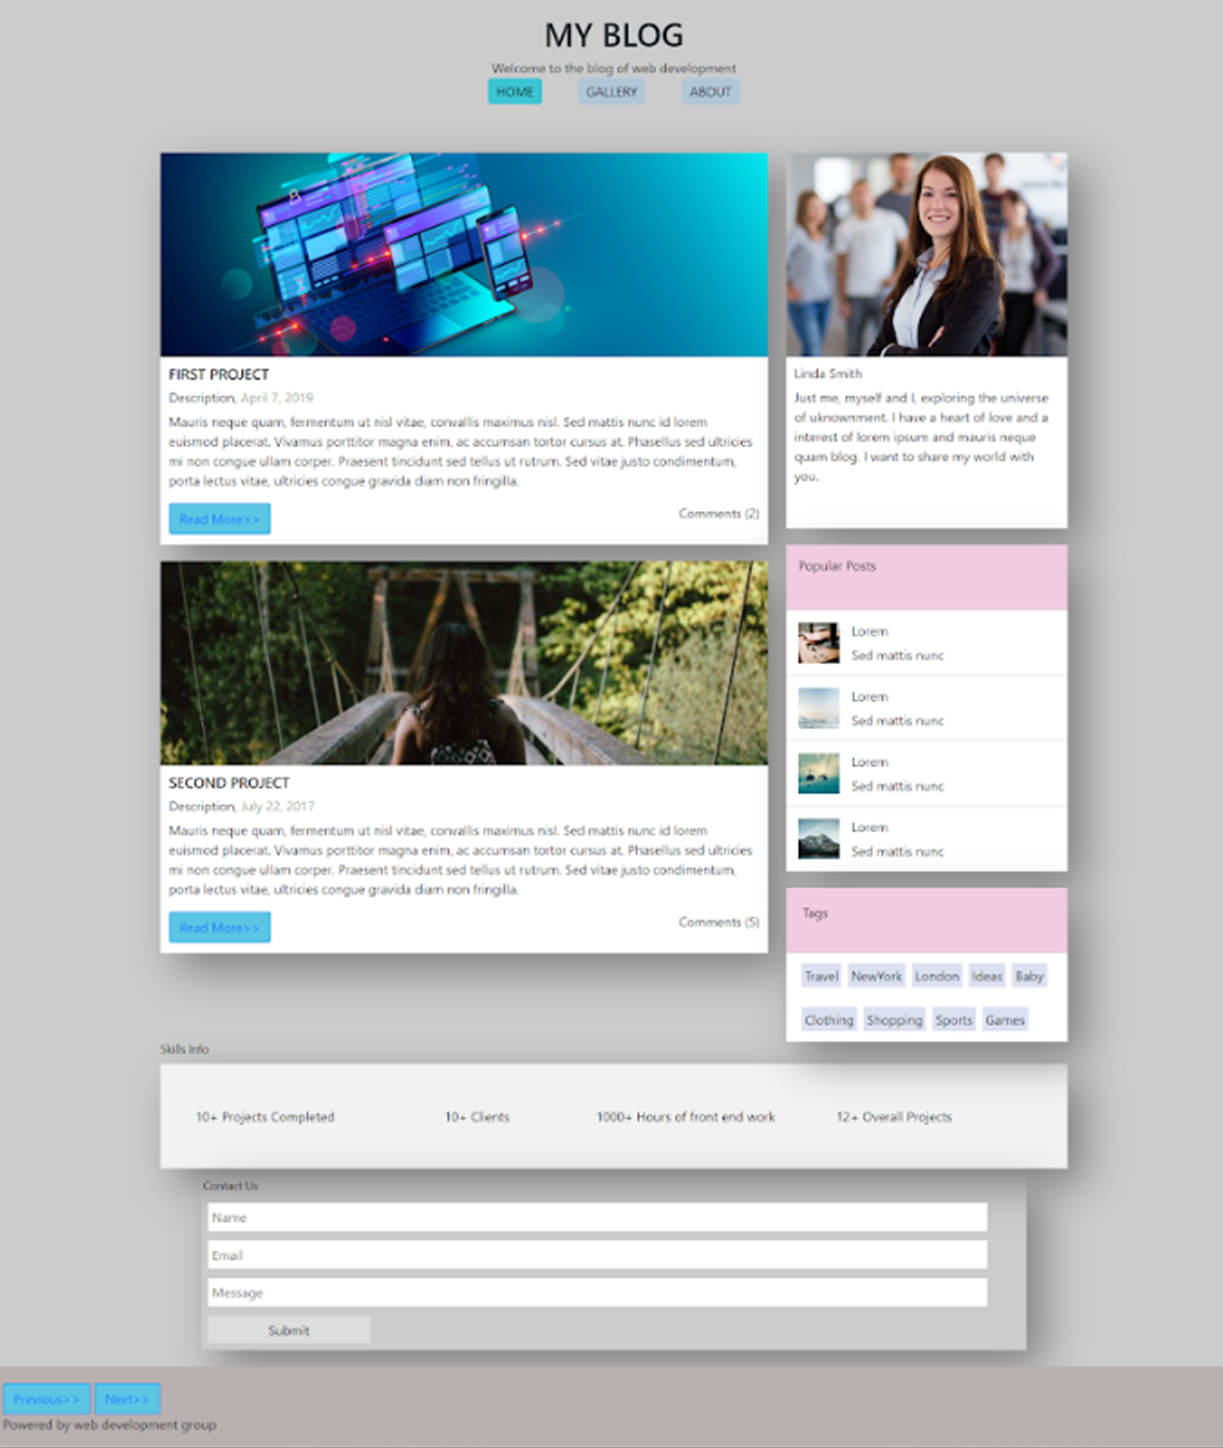 MY BLOG
Welcome to the blog of web development
HOME GALLERY ABOUT
FIRST PROJECT
Description, April 7, 2019
Mauris neque quam, fermentum ut nisl vitae, convallis maximus nisl. Sed mattis nunc id lorem
euismod placerat. Vivamus porttitor magna enim, ac accumsan tortor cursus at. Phasellus sed ultricies
mi non congue ullam corper. Praesent tincidunt sed tellus ut rutrum. Sed vitae justo condimentum,
porta lectus vitae, ultricies congue gravida diam non fringilla.
Read More>>
Comments (2)
SECOND PROJECT
Description, July 22, 2017
Mauris neque quam, fermentum ut nisl vitae, convallis maximus nisl. Sed mattis nunc id lorem
euismod placerat. Vivamus porttitor magna enim, ac accumsan tortor cursus at. Phasellus sed ultricies
mi non congue ullam corper. Praesent tincidunt sed tellus ut rutrum. Sed vitae justo condimentum,
porta lectus vitae, ultricies congue gravida diam non fringilla.
Read More>>
Comments (5)
Linda Smith
Just me, myself and I, exploring the universe
of uknownment. I have a heart of love and a
interest of lorem ipsum and mauris neque
quam blog. I want to share my world with
you.
Popular Posts
Lorem
Sed mattis nunc
Lorem
Sed mattis nunc
Lorem
Sed mattis nunc
Lorem
Sed mattis nunc
Tags
Travel NewYork London Ideas Baby
Clothing Shopping Sports Games
Skills Info
10+ Projects Completed 10+ Clients 1000+ Hours of front end work 12+ Overall Projects
Contact Us
Name
Email
Message
Submit
Previous>> Next>>
Powered by web development group